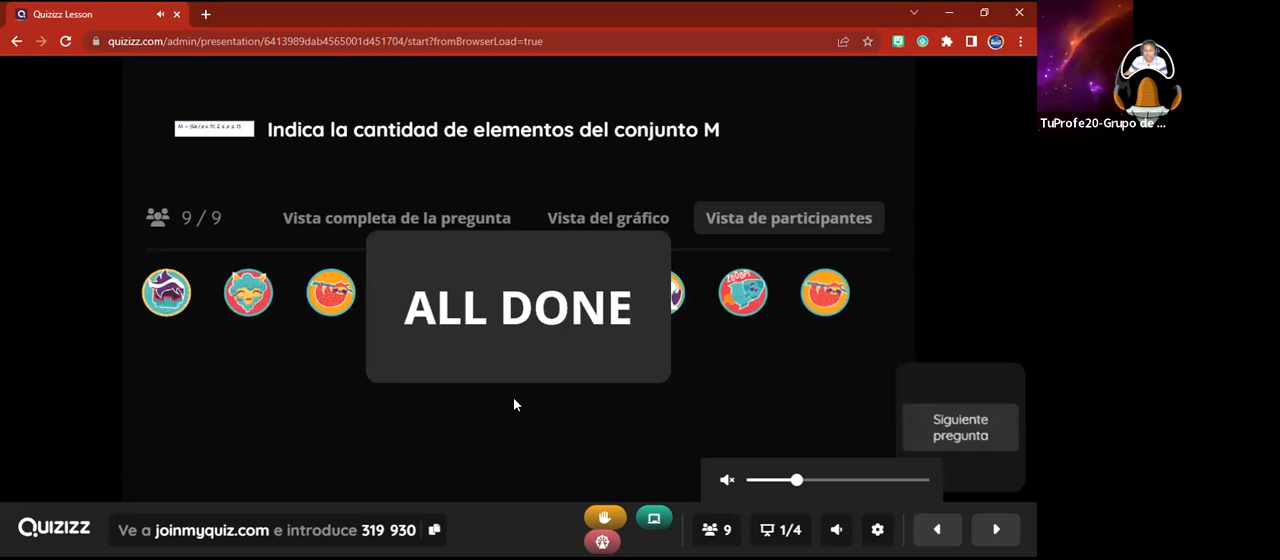 Quizizz Lesson
quizizz.com/admin/presentation/6413989dab4565001d451704/start?fromBrowserLoad=true
TuProfe20-Grupo de ...
Indica la cantidad de elementos del conjunto M
9 / 9
Vista completa de la pregunta
Vista del gráfico
Vista de participantes
ZOOOM
ALL DONE
Siguiente
pregunta
QUIZIZZ
Ve a joinmyquiz.com e introduce 319 930
9
1/4